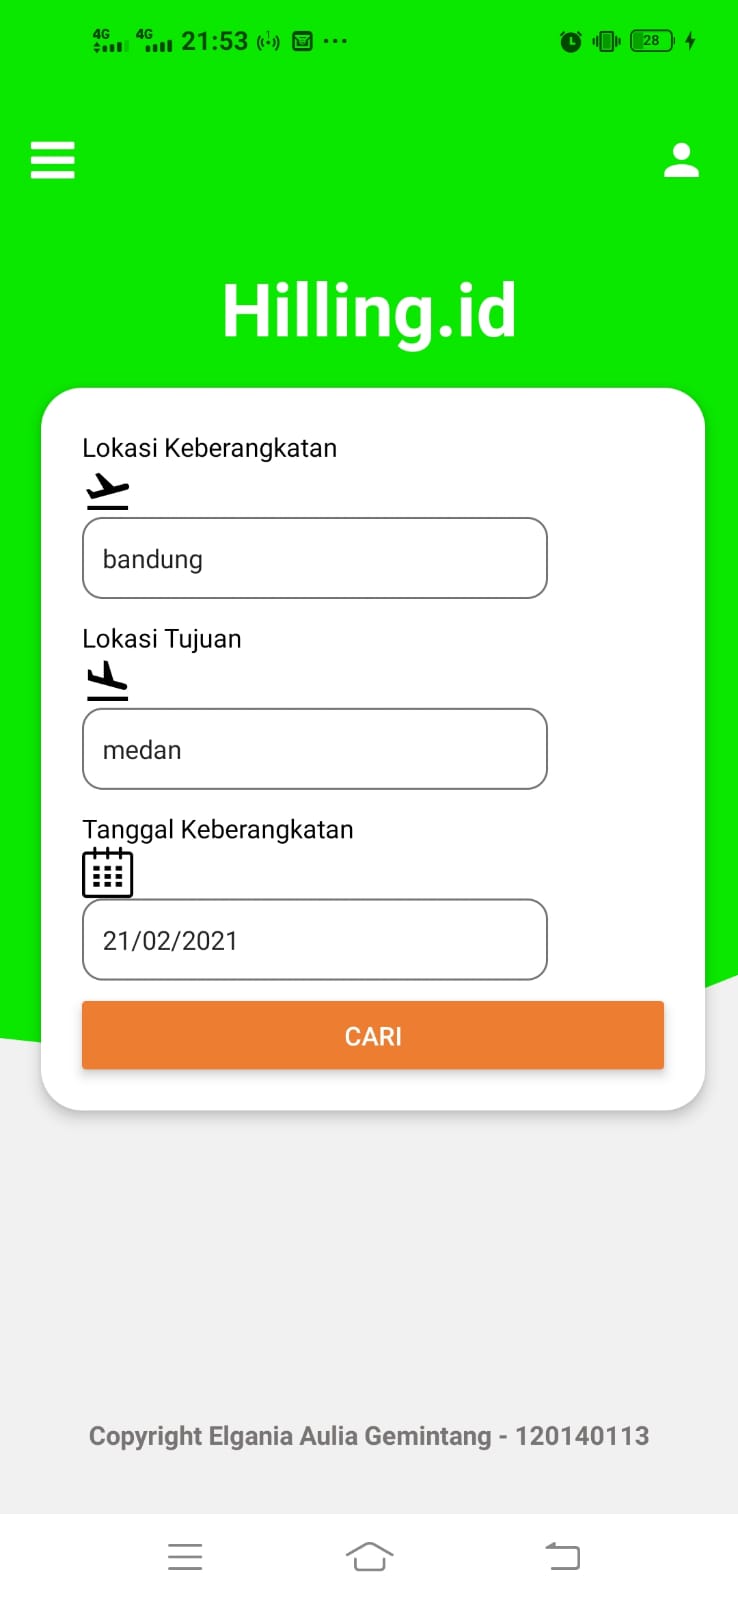 4G 4G 21:53 28
Hilling.id
Lokasi Keberangkatan
bandung
Lokasi Tujuan
medan
Tanggal Keberangkatan
21/02/2021
CARI
Copyright Elgania Aulia Gemintang - 120140113